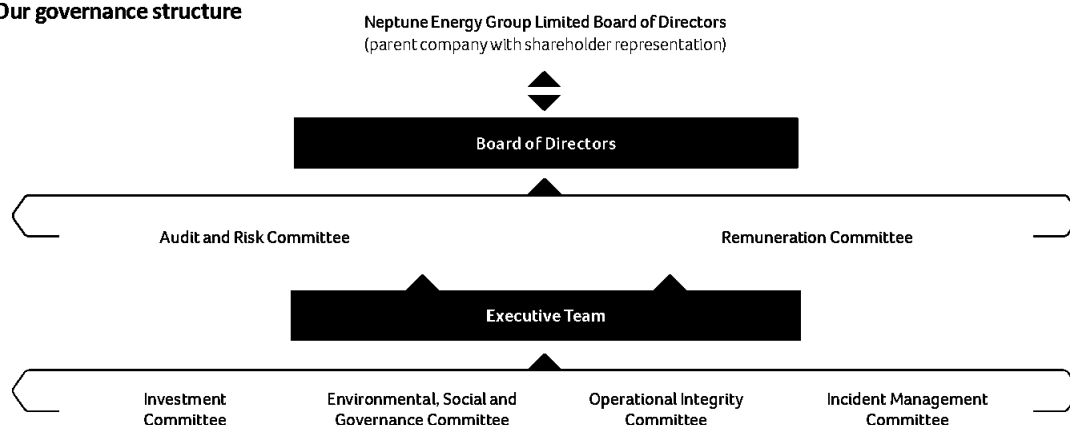 Our governance structure
Neptune Energy Group Limited Board of Directors
(parent company with shareholder representation)
Board of Directors
Audit and Risk Committee
Remuneration Committee
Executive Team
Investment
Committee
Environmental, Social and
Governance Committee
Operational Integrity
Committee
Incident Management
Committee